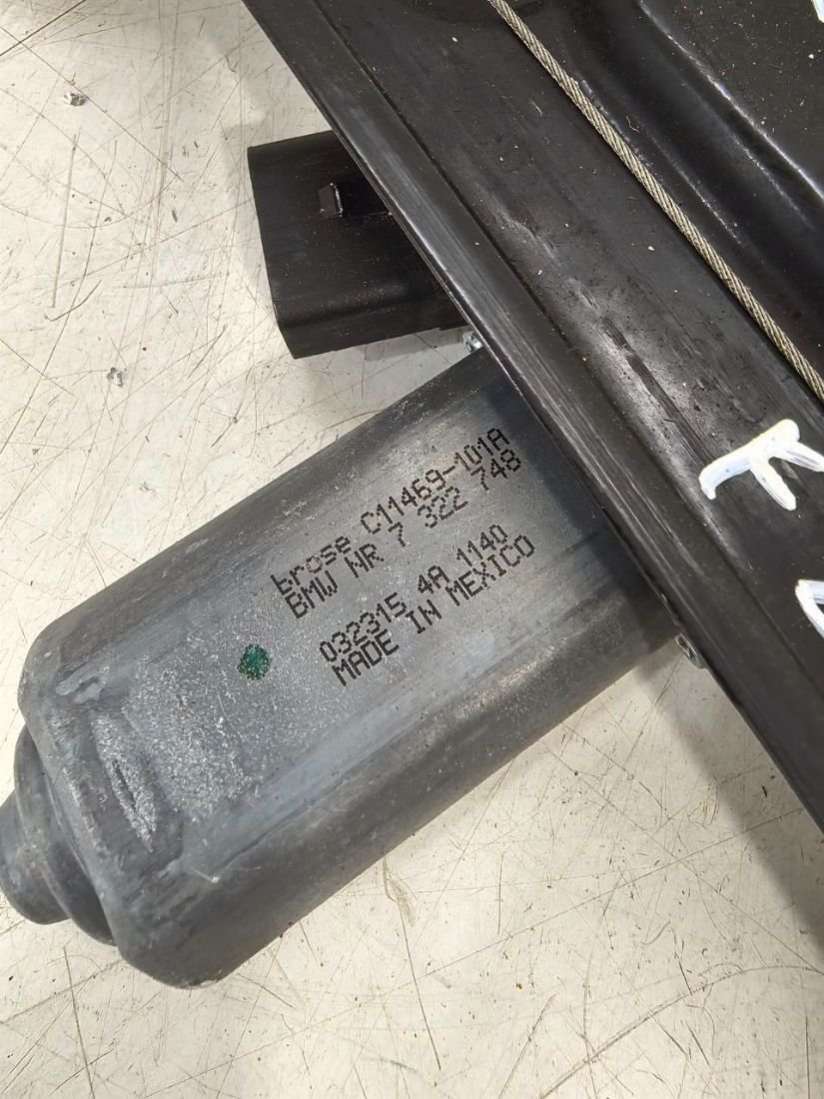 brose C11469-101A
BMW NR 7 322 748
032315 4A 1140
MADE IN MEXICO
F